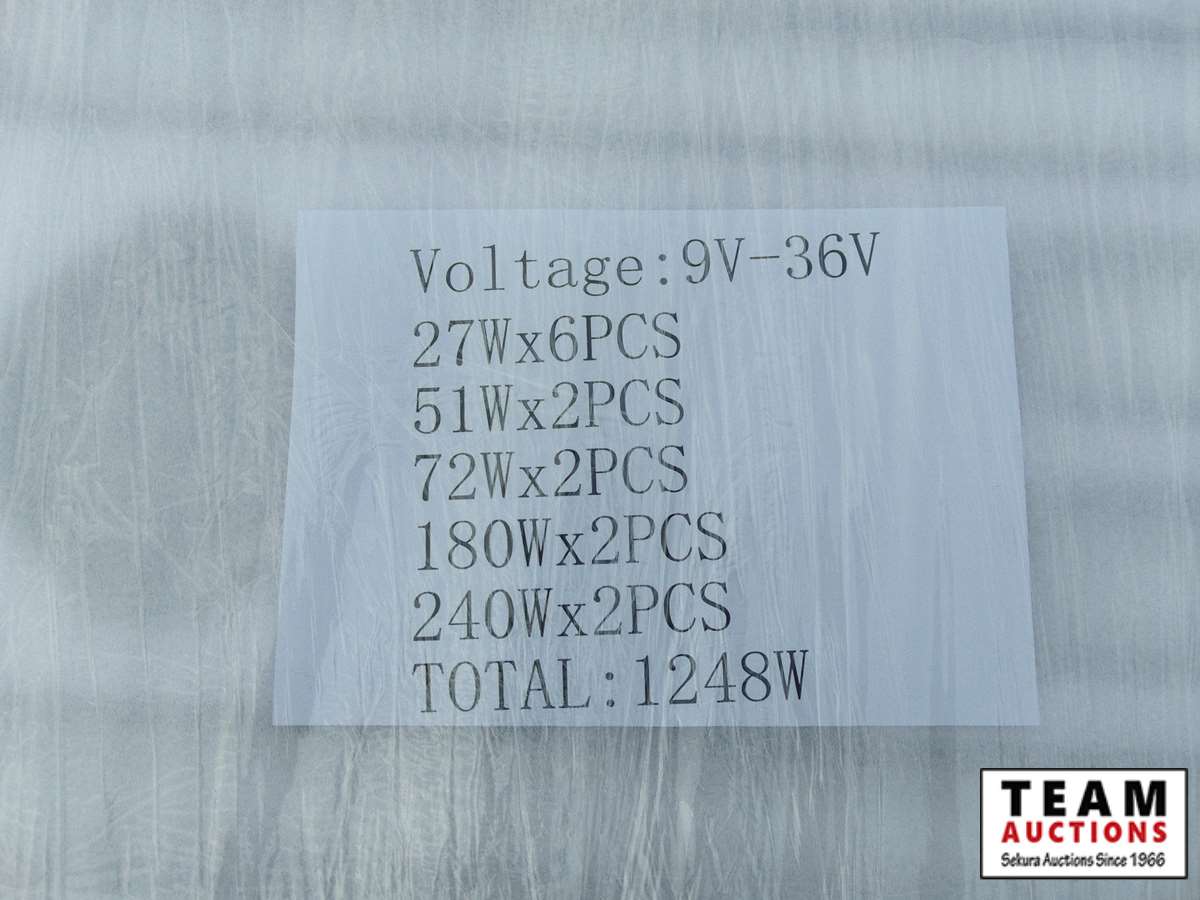 Voltage:9V-36V
27Wx6PCS
51Wx2PCS
72Wx2PCS
180Wx2PCS
240Wx2PCS
TOTAL:1248W
TEAM
AUCTIONS
Sekura Auctions Since 1966